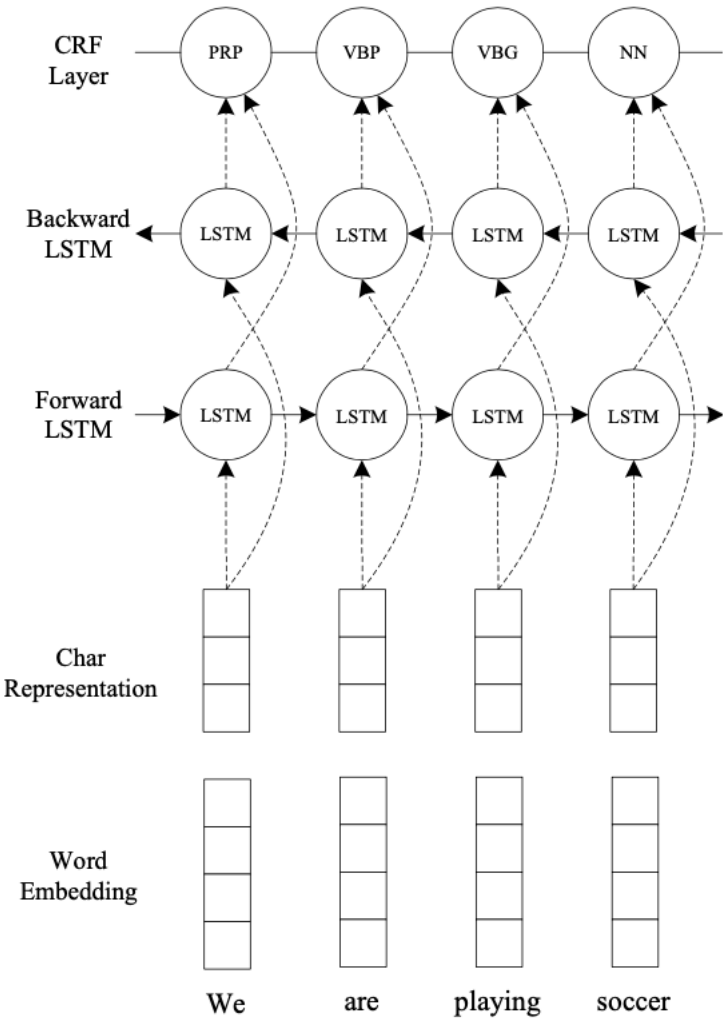 CRF
Layer
PRP
VBP
VBG
NN
Backward
LSTM
LSTM
LSTM
LSTM
LSTM
Forward
LSTM
LSTM
LSTM
LSTM
LSTM
Char
Representation
Word
Embedding
We are playing soccer